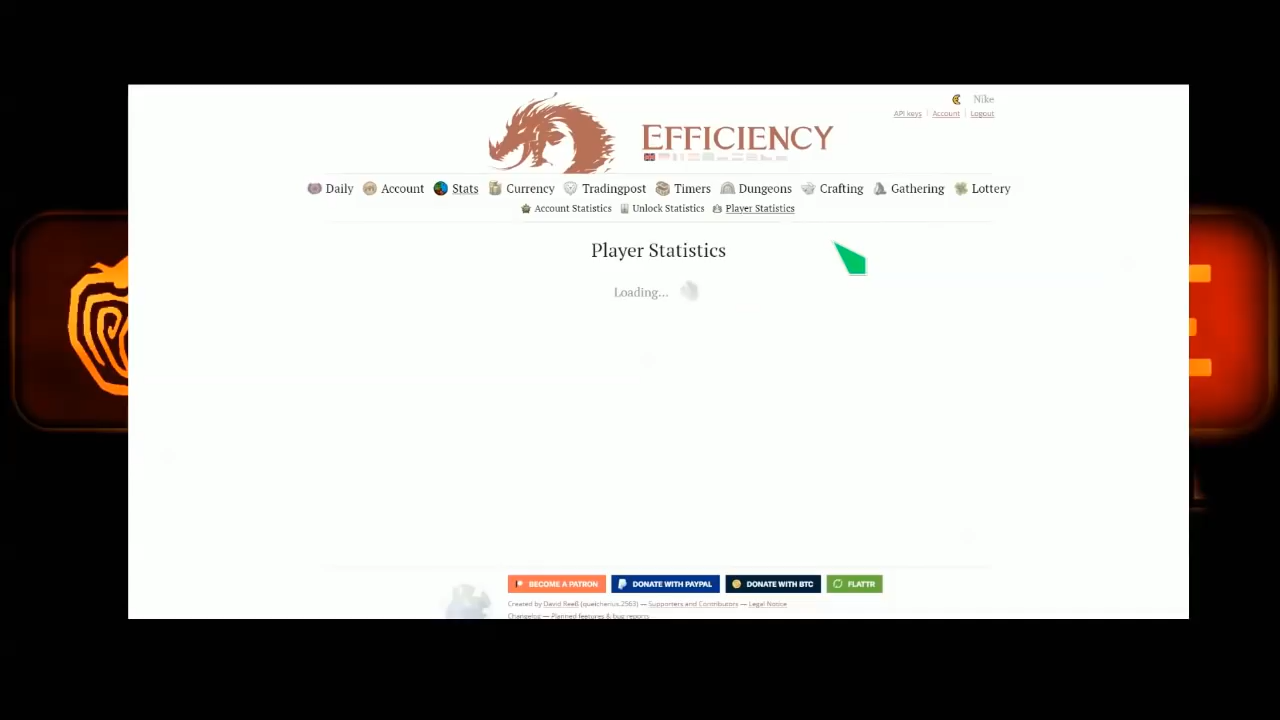 Nike
API keys | Account | Logout
EFFICIENCY
Daily Account Stats Currency Tradingpost Timers Dungeons Crafting Gathering Lottery
Account Statistics Unlock Statistics Player Statistics
Player Statistics
Loading...
BECOME A PATRON DONATE WITH PAYPAL DONATE WITH BTC FLATTR
Created by David Reeß (queicherius.2563) — Supporters and Contributors — Legal Notice
Changelog — Planned features & bug reports